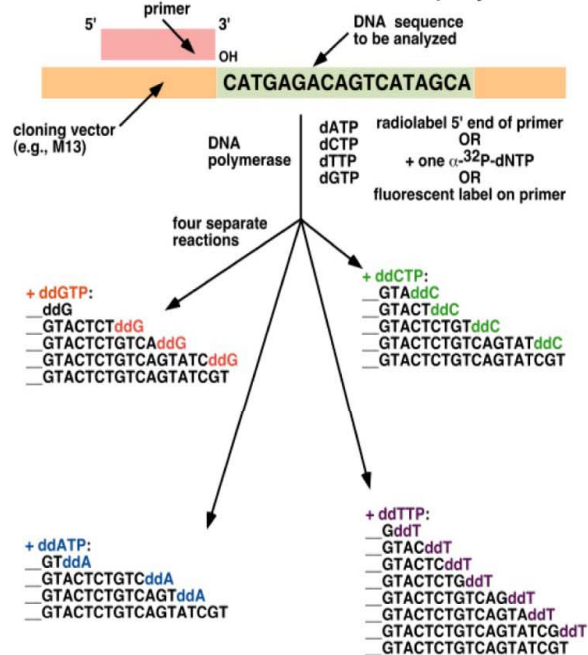 primer
5'
3'
OH
DNA sequence
to be analyzed
CATGAGACAGTCATAGCA
cloning vector
(e.g., M13)
DNA
polymerase
dATP
dCTP
dTTP
dGTP
radiolabel 5' end of primer
OR
+ one α-³²P-dNTP
OR
fluorescent label on primer
four separate
reactions
+ ddGTP:
__ddG
__GTACTCTddG
__GTACTCTGTCAddG
__GTACTCTGTCAGTATCddG
__GTACTCTGTCAGTATCGT
+ ddCTP:
__GTAddC
__GTACTddC
__GTACTCTGTddC
__GTACTCTGTCAGTATddC
__GTACTCTGTCAGTATCGT
+ ddATP:
__GTddA
__GTACTCTGTCddA
__GTACTCTGTCAGTddA
__GTACTCTGTCAGTATCGT
+ ddTTP:
__GddT
__GTACddT
__GTACTCddT
__GTACTCTGddT
__GTACTCTGTCAGddT
__GTACTCTGTCAGTAddT
__GTACTCTGTCAGTATCGddT
__GTACTCTGTCAGTATCGT